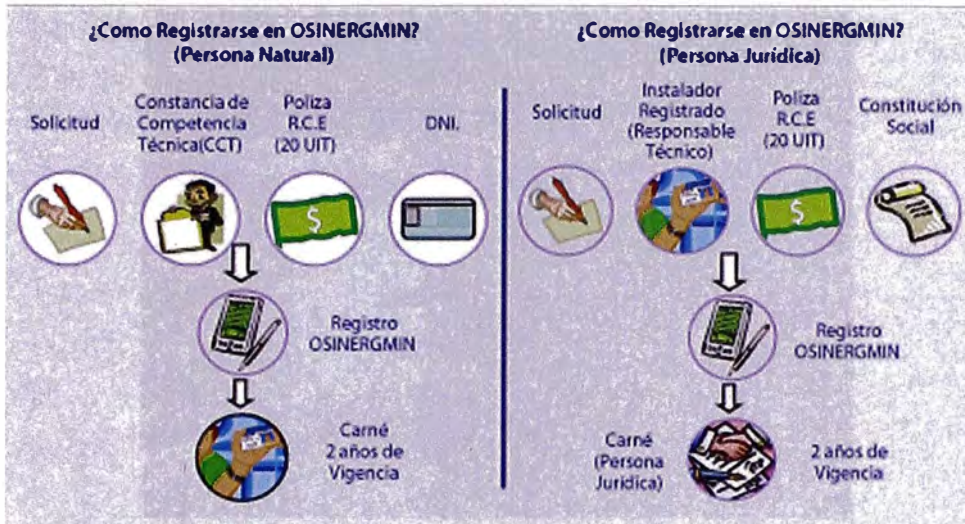 ¿Como Registrarse en OSINERGMIN?
(Persona Natural)
Solicitud
Constancia de
Competencia
Técnica(CCT)
Poliza
R.C.E
(20 UIT)
DNI.
$
Registro
OSINERGMIN
Carné
2 años de
Vigencia
¿Como Registrarse en OSINERGMIN?
(Persona Jurídica)
Solicitud
Instalador
Registrado
(Responsable
Técnico)
Poliza
R.C.E
(20 UIT)
Constitución
Social
$
Registro
OSINERGMIN
Carné
(Persona
Juridica)
2 años de
Vigencia